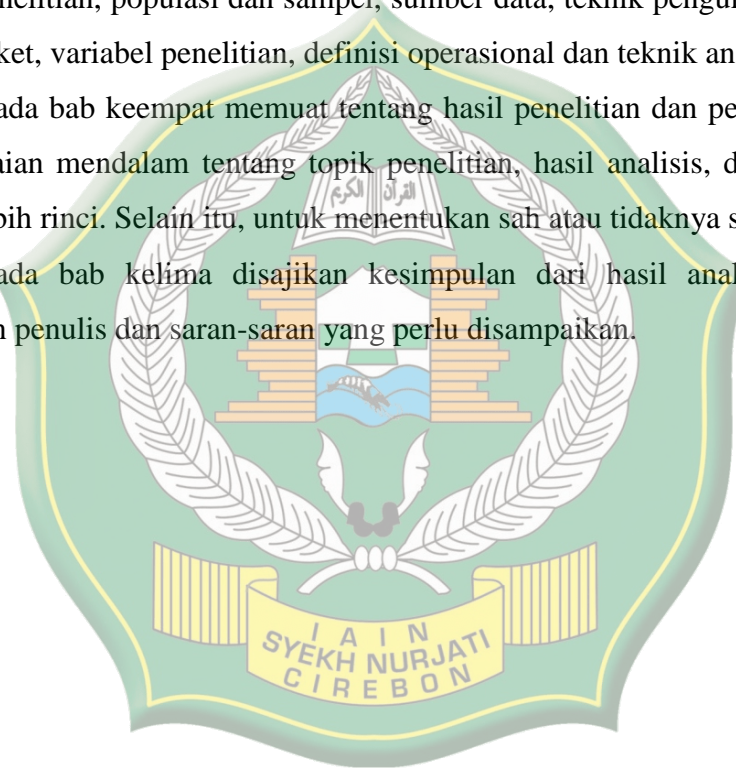 nelitian, populasi dan sampel, sumber data, teknik pengu
ket, variabel penelitian, definisi operasional dan teknik an
ada bab keempat memuat tentang hasil penelitian dan pe
aian mendalam tentang topik penelitian, hasil analisis, d
bih rinci. Selain itu, untuk menentukan sah atau tidaknya s
ada bab kelima disajikan kesimpulan dari hasil anal
n penulis dan saran-saran yang perlu disampaikan.
القرآن الكريم
IAIN
SYEKH NURJATI
CIREBON